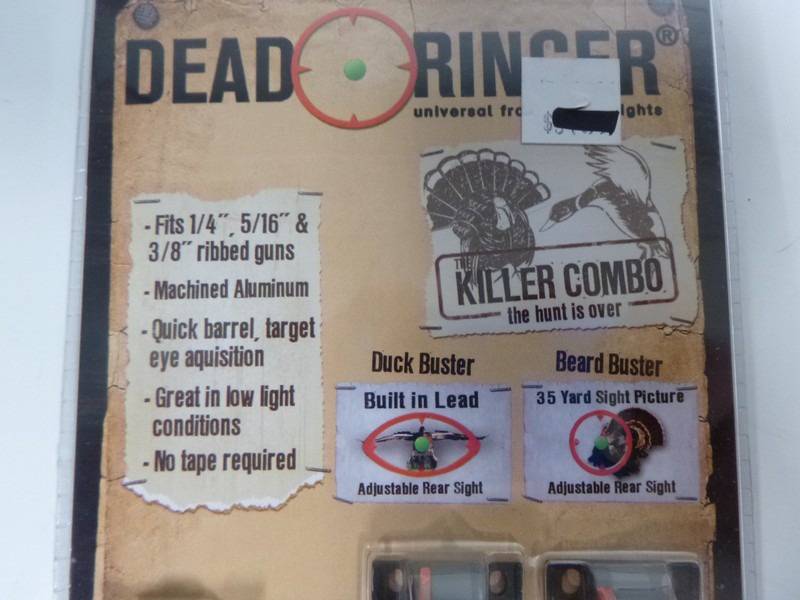 DEAD RINGER®
universal ights
- Fits 1/4", 5/16" &
3/8" ribbed guns
- Machined Aluminum
- Quick barrel, target
eye aquisition
- Great in low light
conditions
- No tape required
THE
KILLER COMBO
the hunt is over
Duck Buster
Built in Lead
Adjustable Rear Sight
Beard Buster
35 Yard Sight Picture
Adjustable Rear Sight